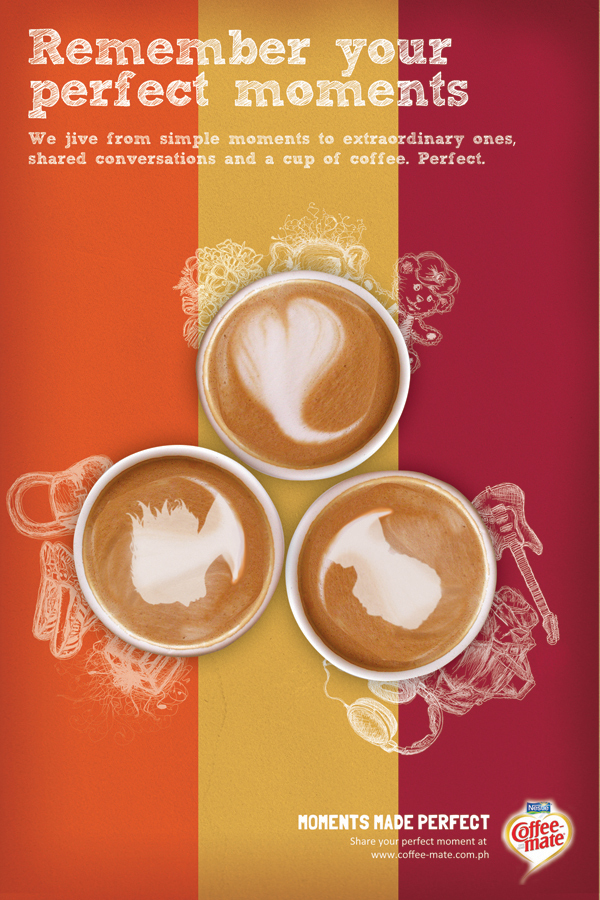 Remember your
perfect moments
We jive from simple moments to extraordinary ones,
shared conversations and a cup of coffee. Perfect.
MOMENTS MADE PERFECT
Share your perfect moment at
www.coffee-mate.com.ph
Nestlé
Coffee-
mate